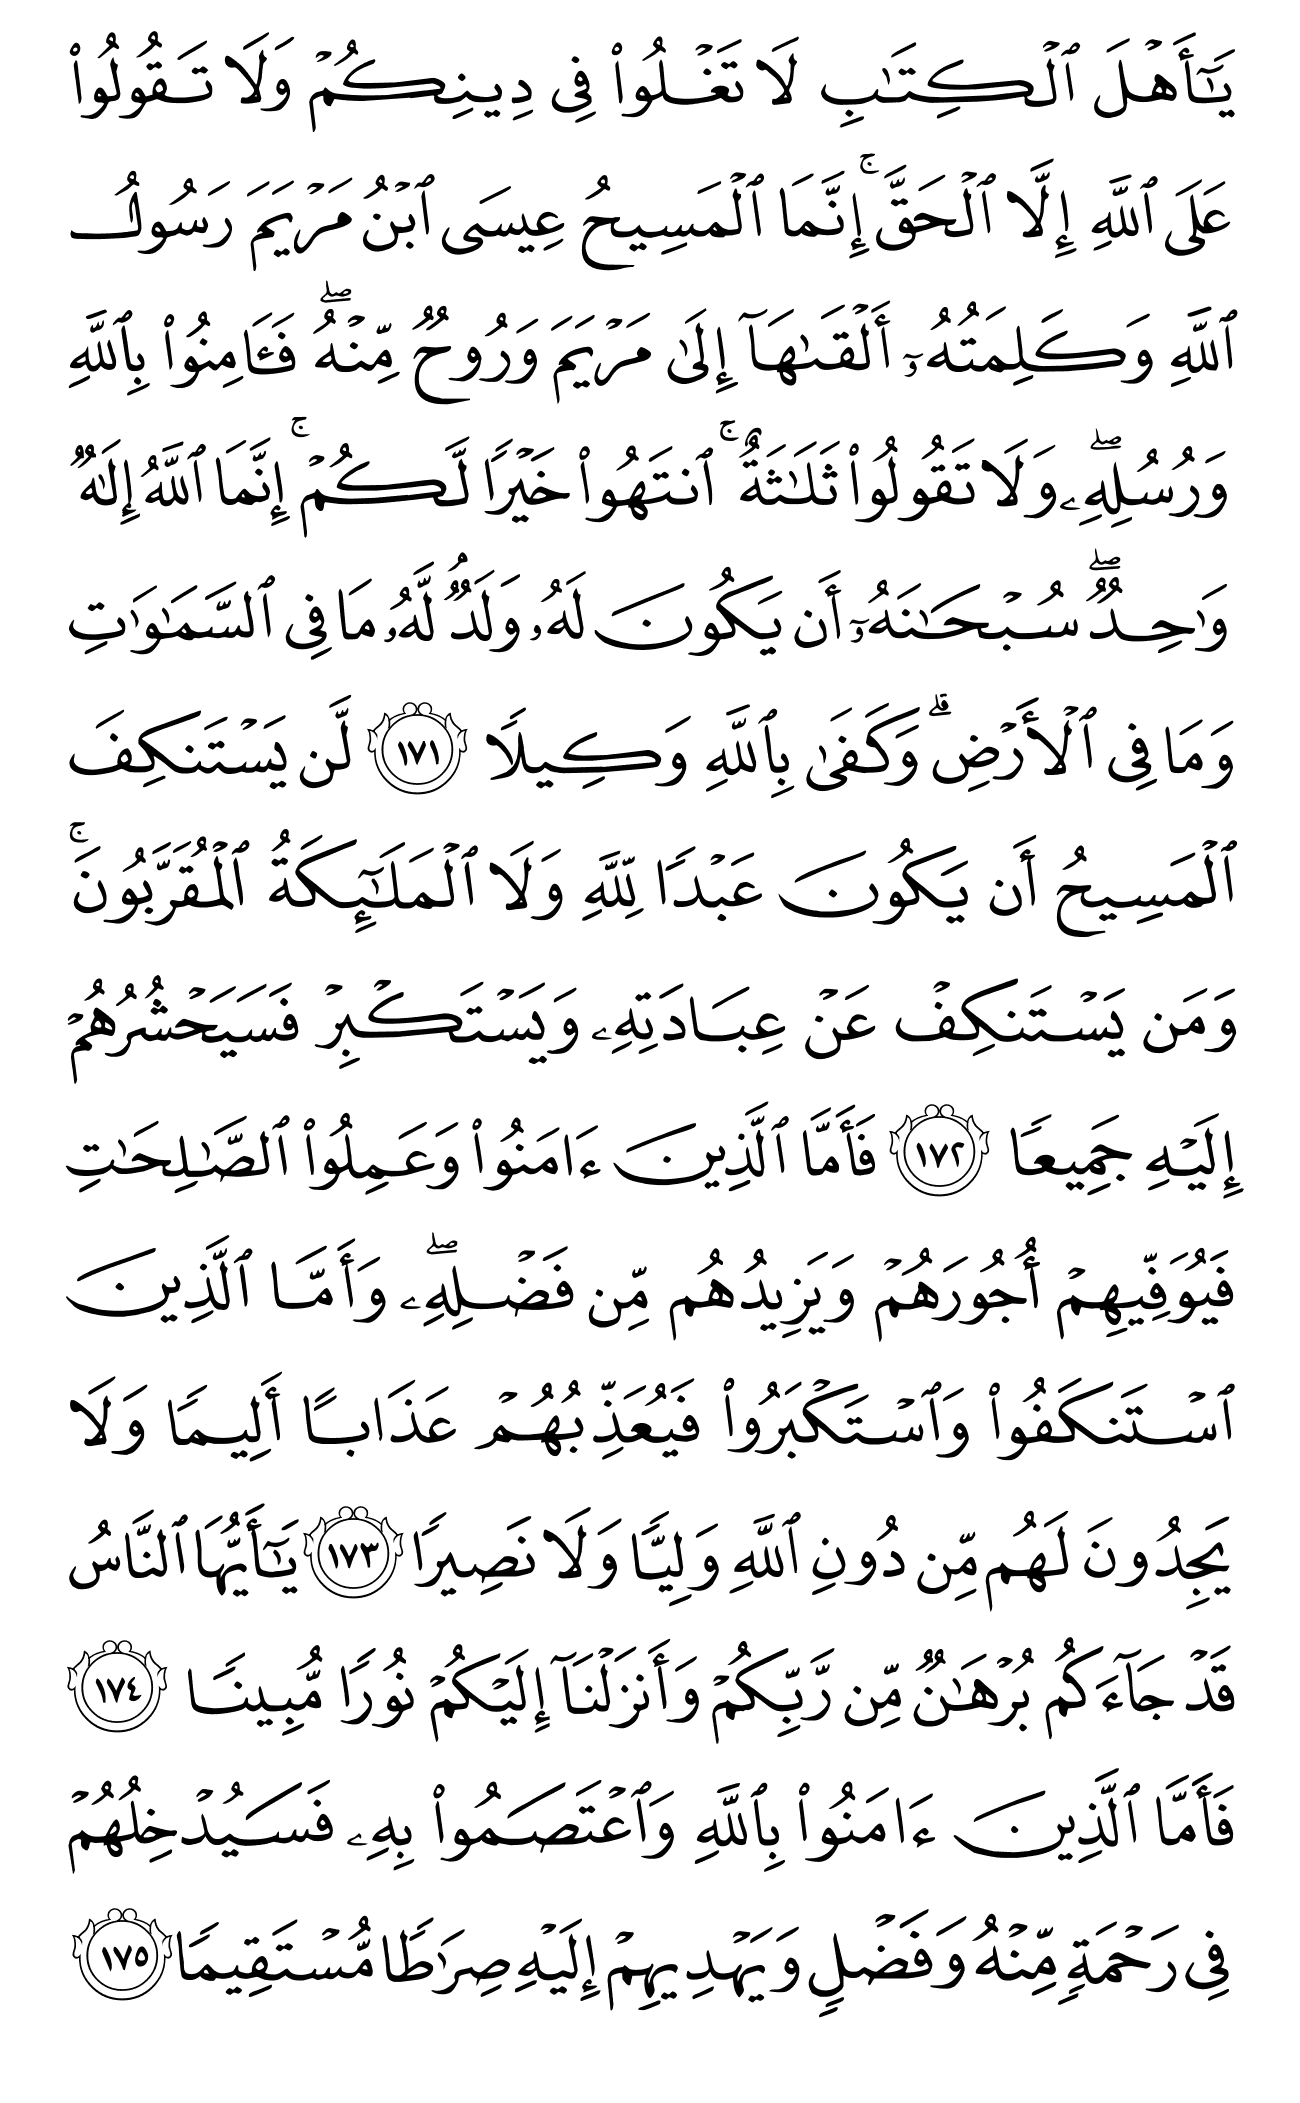 يَـٰٓأَهْلَ ٱلْكِتَـٰبِ لَا تَغْلُوا۟ فِى دِينِكُمْ وَلَا تَقُولُوا۟
عَلَى ٱللَّهِ إِلَّا ٱلْحَقَّ ۚ إِنَّمَا ٱلْمَسِيحُ عِيسَى ٱبْنُ مَرْيَمَ رَسُولُ
ٱللَّهِ وَكَلِمَتُهُۥٓ أَلْقَىٰهَآ إِلَىٰ مَرْيَمَ وَرُوحٌ مِّنْهُ ۖ فَـَٔامِنُوا۟ بِٱللَّهِ
وَرُسُلِهِۦ ۖ وَلَا تَقُولُوا۟ ثَلَـٰثَةٌ ۚ ٱنتَهُوا۟ خَيْرًا لَّكُمْ ۚ إِنَّمَا ٱللَّهُ إِلَـٰهٌ
وَٰحِدٌ ۖ سُبْحَـٰنَهُۥٓ أَن يَكُونَ لَهُۥ وَلَدٌ ۘ لَّهُۥ مَا فِى ٱلسَّمَـٰوَٰتِ
وَمَا فِى ٱلْأَرْضِ ۗ وَكَفَىٰ بِٱللَّهِ وَكِيلًا ١٧١ لَّن يَسْتَنكِفَ
ٱلْمَسِيحُ أَن يَكُونَ عَبْدًا لِّلَّهِ وَلَا ٱلْمَلَـٰٓئِكَةُ ٱلْمُقَرَّبُونَ ۚ
وَمَن يَسْتَنكِفْ عَنْ عِبَادَتِهِۦ وَيَسْتَكْبِرْ فَسَيَحْشُرُهُمْ
إِلَيْهِ جَمِيعًا ١٧٢ فَأَمَّا ٱلَّذِينَ ءَامَنُوا۟ وَعَمِلُوا۟ ٱلصَّـٰلِحَـٰتِ
فَيُوَفِّيهِمْ أُجُورَهُمْ وَيَزِيدُهُم مِّن فَضْلِهِۦ ۖ وَأَمَّا ٱلَّذِينَ
ٱسْتَنكَفُوا۟ وَٱسْتَكْبَرُوا۟ فَيُعَذِّبُهُمْ عَذَابًا أَلِيمًا وَلَا
يَجِدُونَ لَهُم مِّن دُونِ ٱللَّهِ وَلِيًّا وَلَا نَصِيرًا ١٧٣ يَـٰٓأَيُّهَا ٱلنَّاسُ
قَدْ جَآءَكُم بُرْهَـٰنٌ مِّن رَّبِّكُمْ وَأَنزَلْنَآ إِلَيْكُمْ نُورًا مُّبِينًا ١٧٤
فَأَمَّا ٱلَّذِينَ ءَامَنُوا۟ بِٱللَّهِ وَٱعْتَصَمُوا۟ بِهِۦ فَسَيُدْخِلُهُمْ
فِى رَحْمَةٍ مِّنْهُ وَفَضْلٍ وَيَهْدِيهِمْ إِلَيْهِ صِرَٰطًا مُّسْتَقِيمًا ١٧٥